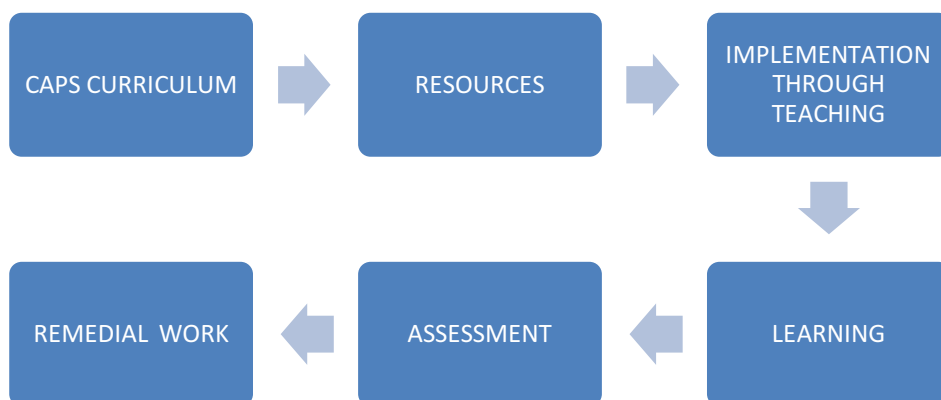 CAPS CURRICULUM
RESOURCES
IMPLEMENTATION
THROUGH
TEACHING
LEARNING
ASSESSMENT
REMEDIAL WORK